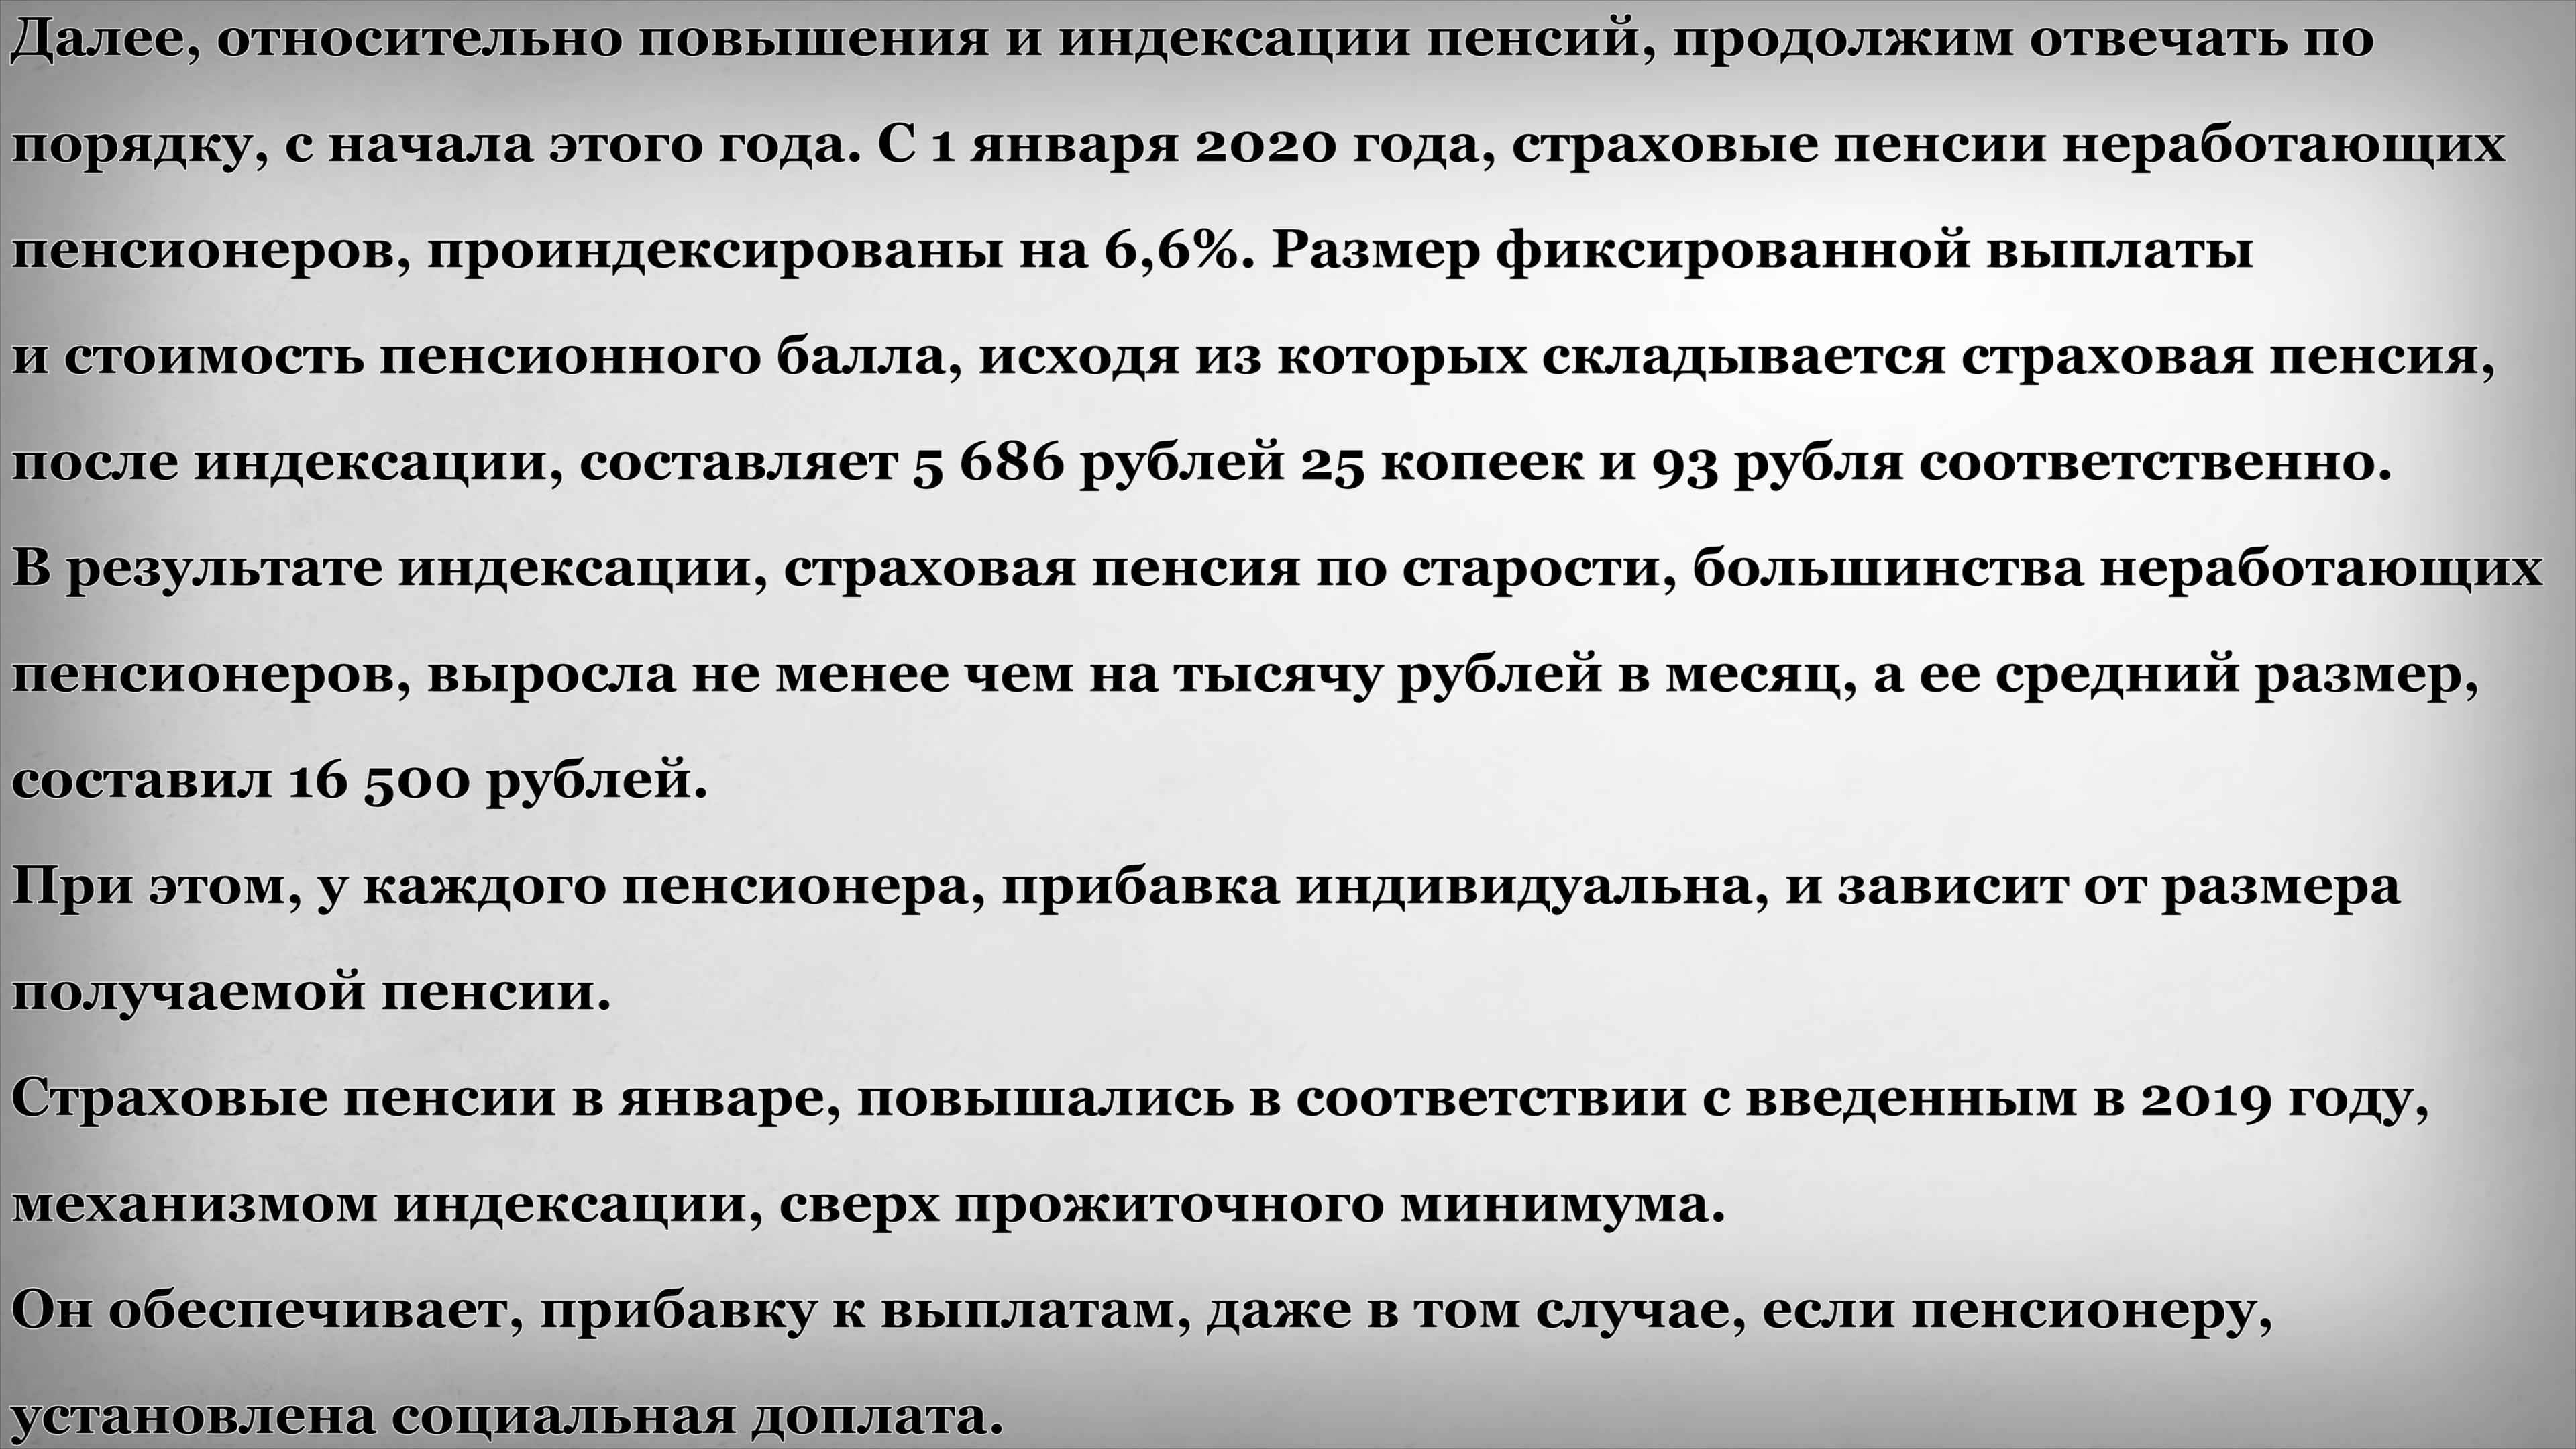 Далее, относительно повышения и индексации пенсий, продолжим отвечать по
порядку, с начала этого года. С 1 января 2020 года, страховые пенсии неработающих
пенсионеров, проиндексированы на 6,6%. Размер фиксированной выплаты
и стоимость пенсионного балла, исходя из которых складывается страховая пенсия,
после индексации, составляет 5 686 рублей 25 копеек и 93 рубля соответственно.
В результате индексации, страховая пенсия по старости, большинства неработающих
пенсионеров, выросла не менее чем на тысячу рублей в месяц, а ее средний размер,
составил 16 500 рублей.
При этом, у каждого пенсионера, прибавка индивидуальна, и зависит от размера
получаемой пенсии.
Страховые пенсии в январе, повышались в соответствии с введенным в 2019 году,
механизмом индексации, сверх прожиточного минимума.
Он обеспечивает, прибавку к выплатам, даже в том случае, если пенсионеру,
установлена социальная доплата.